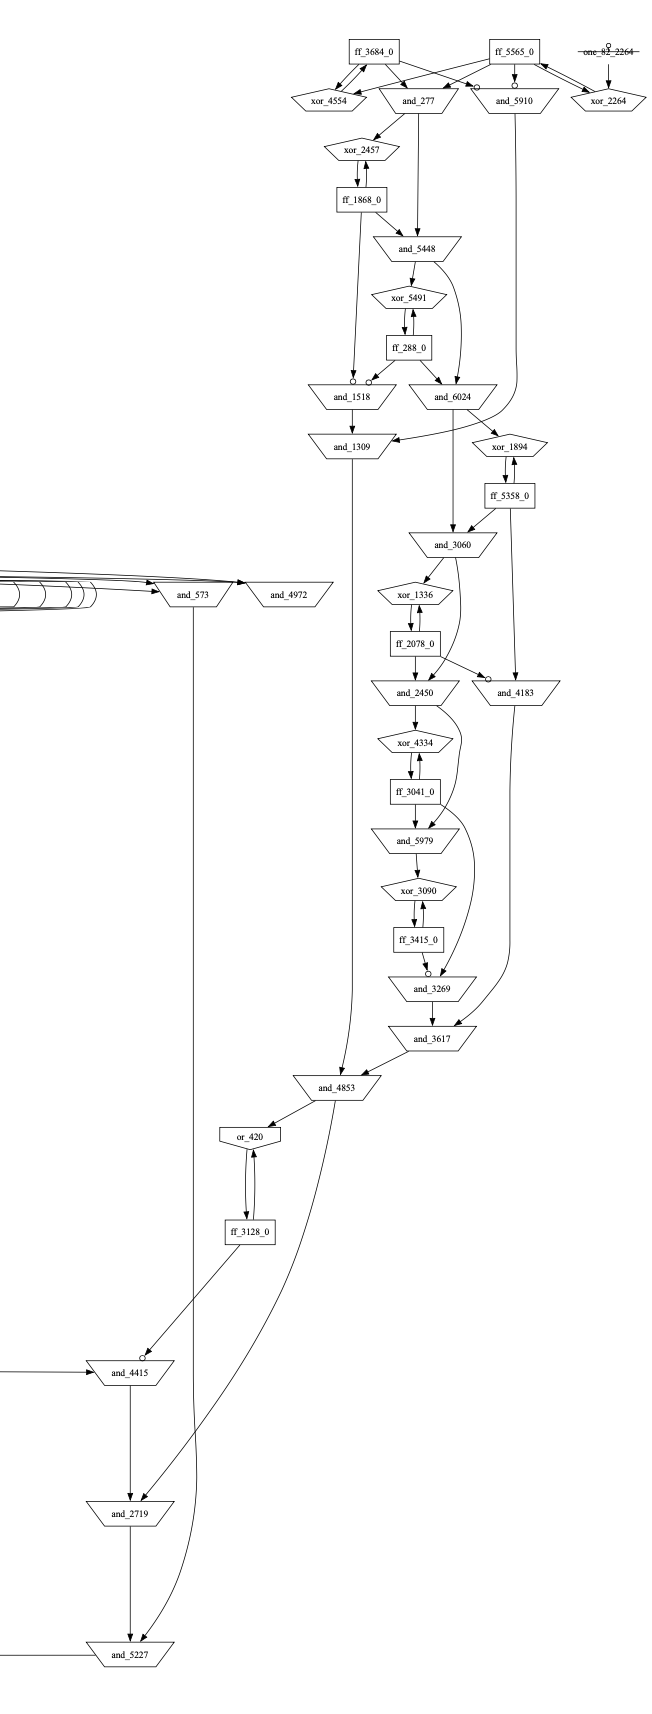 ff_3684_0 ff_5565_0 one_82_2264
xor_4554 and_277 and_5910 xor_2264
xor_2457
ff_1868_0
and_5448
xor_5491
ff_288_0
and_1518 and_6024
and_1309 xor_1894
ff_5358_0
and_3060
and_573 and_4972 xor_1336
ff_2078_0
and_2450 and_4183
xor_4334
ff_3041_0
and_5979
xor_3090
ff_3415_0
and_3269
and_3617
and_4853
or_420
ff_3128_0
and_4415
and_2719
and_5227